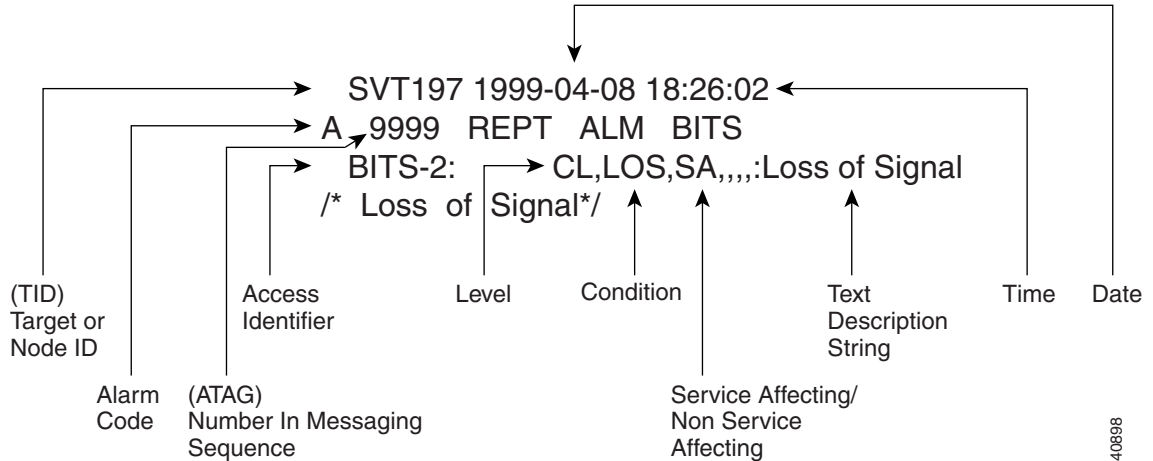 SVT197 1999-04-08 18:26:02
A 9999 REPT ALM BITS
BITS-2: CL,LOS,SA,,,,:Loss of Signal
/* Loss of Signal*/
(TID)
Target or
Node ID
Access
Identifier
Level
Condition
Text
Description
String
Time
Date
Alarm
Code
(ATAG)
Number In Messaging
Sequence
Service Affecting/
Non Service
Affecting
40898